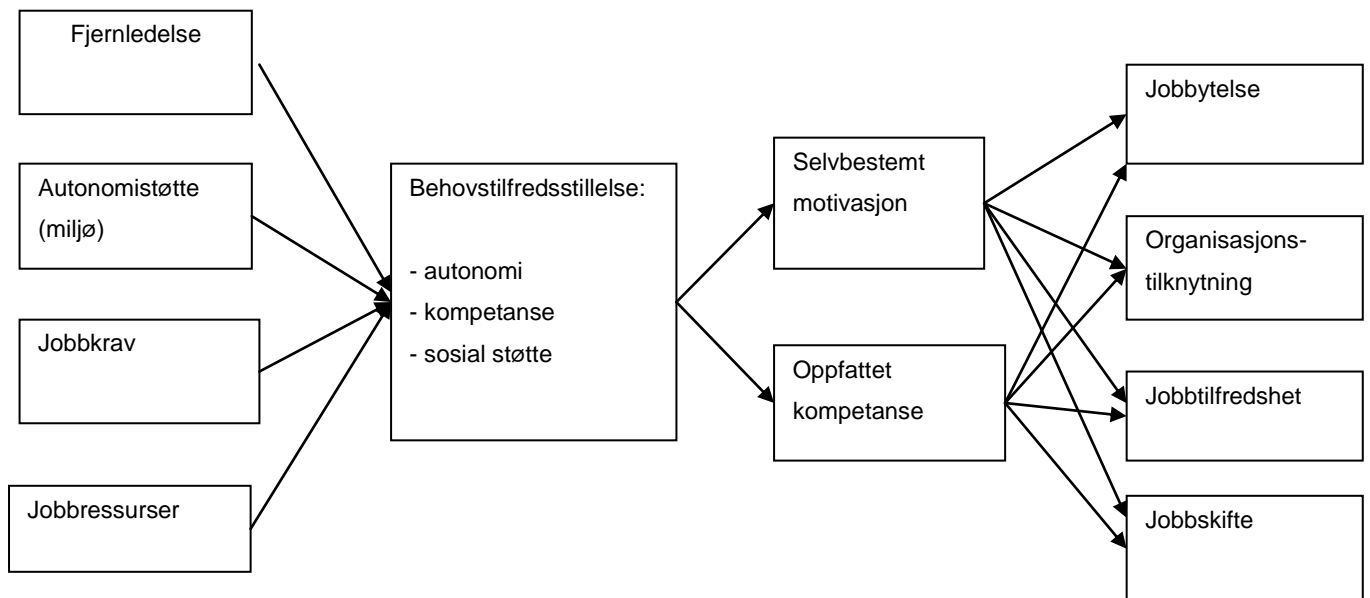 Fjernledelse
Autonomistøtte
(miljø)
Jobbkrav
Jobbressurser
Behovstilfredsstillelse:
- autonomi
- kompetanse
- sosial støtte
Selvbestemt
motivasjon
Oppfattet
kompetanse
Jobbytelse
Organisasjons-
tilknytning
Jobbtilfredshet
Jobbskifte